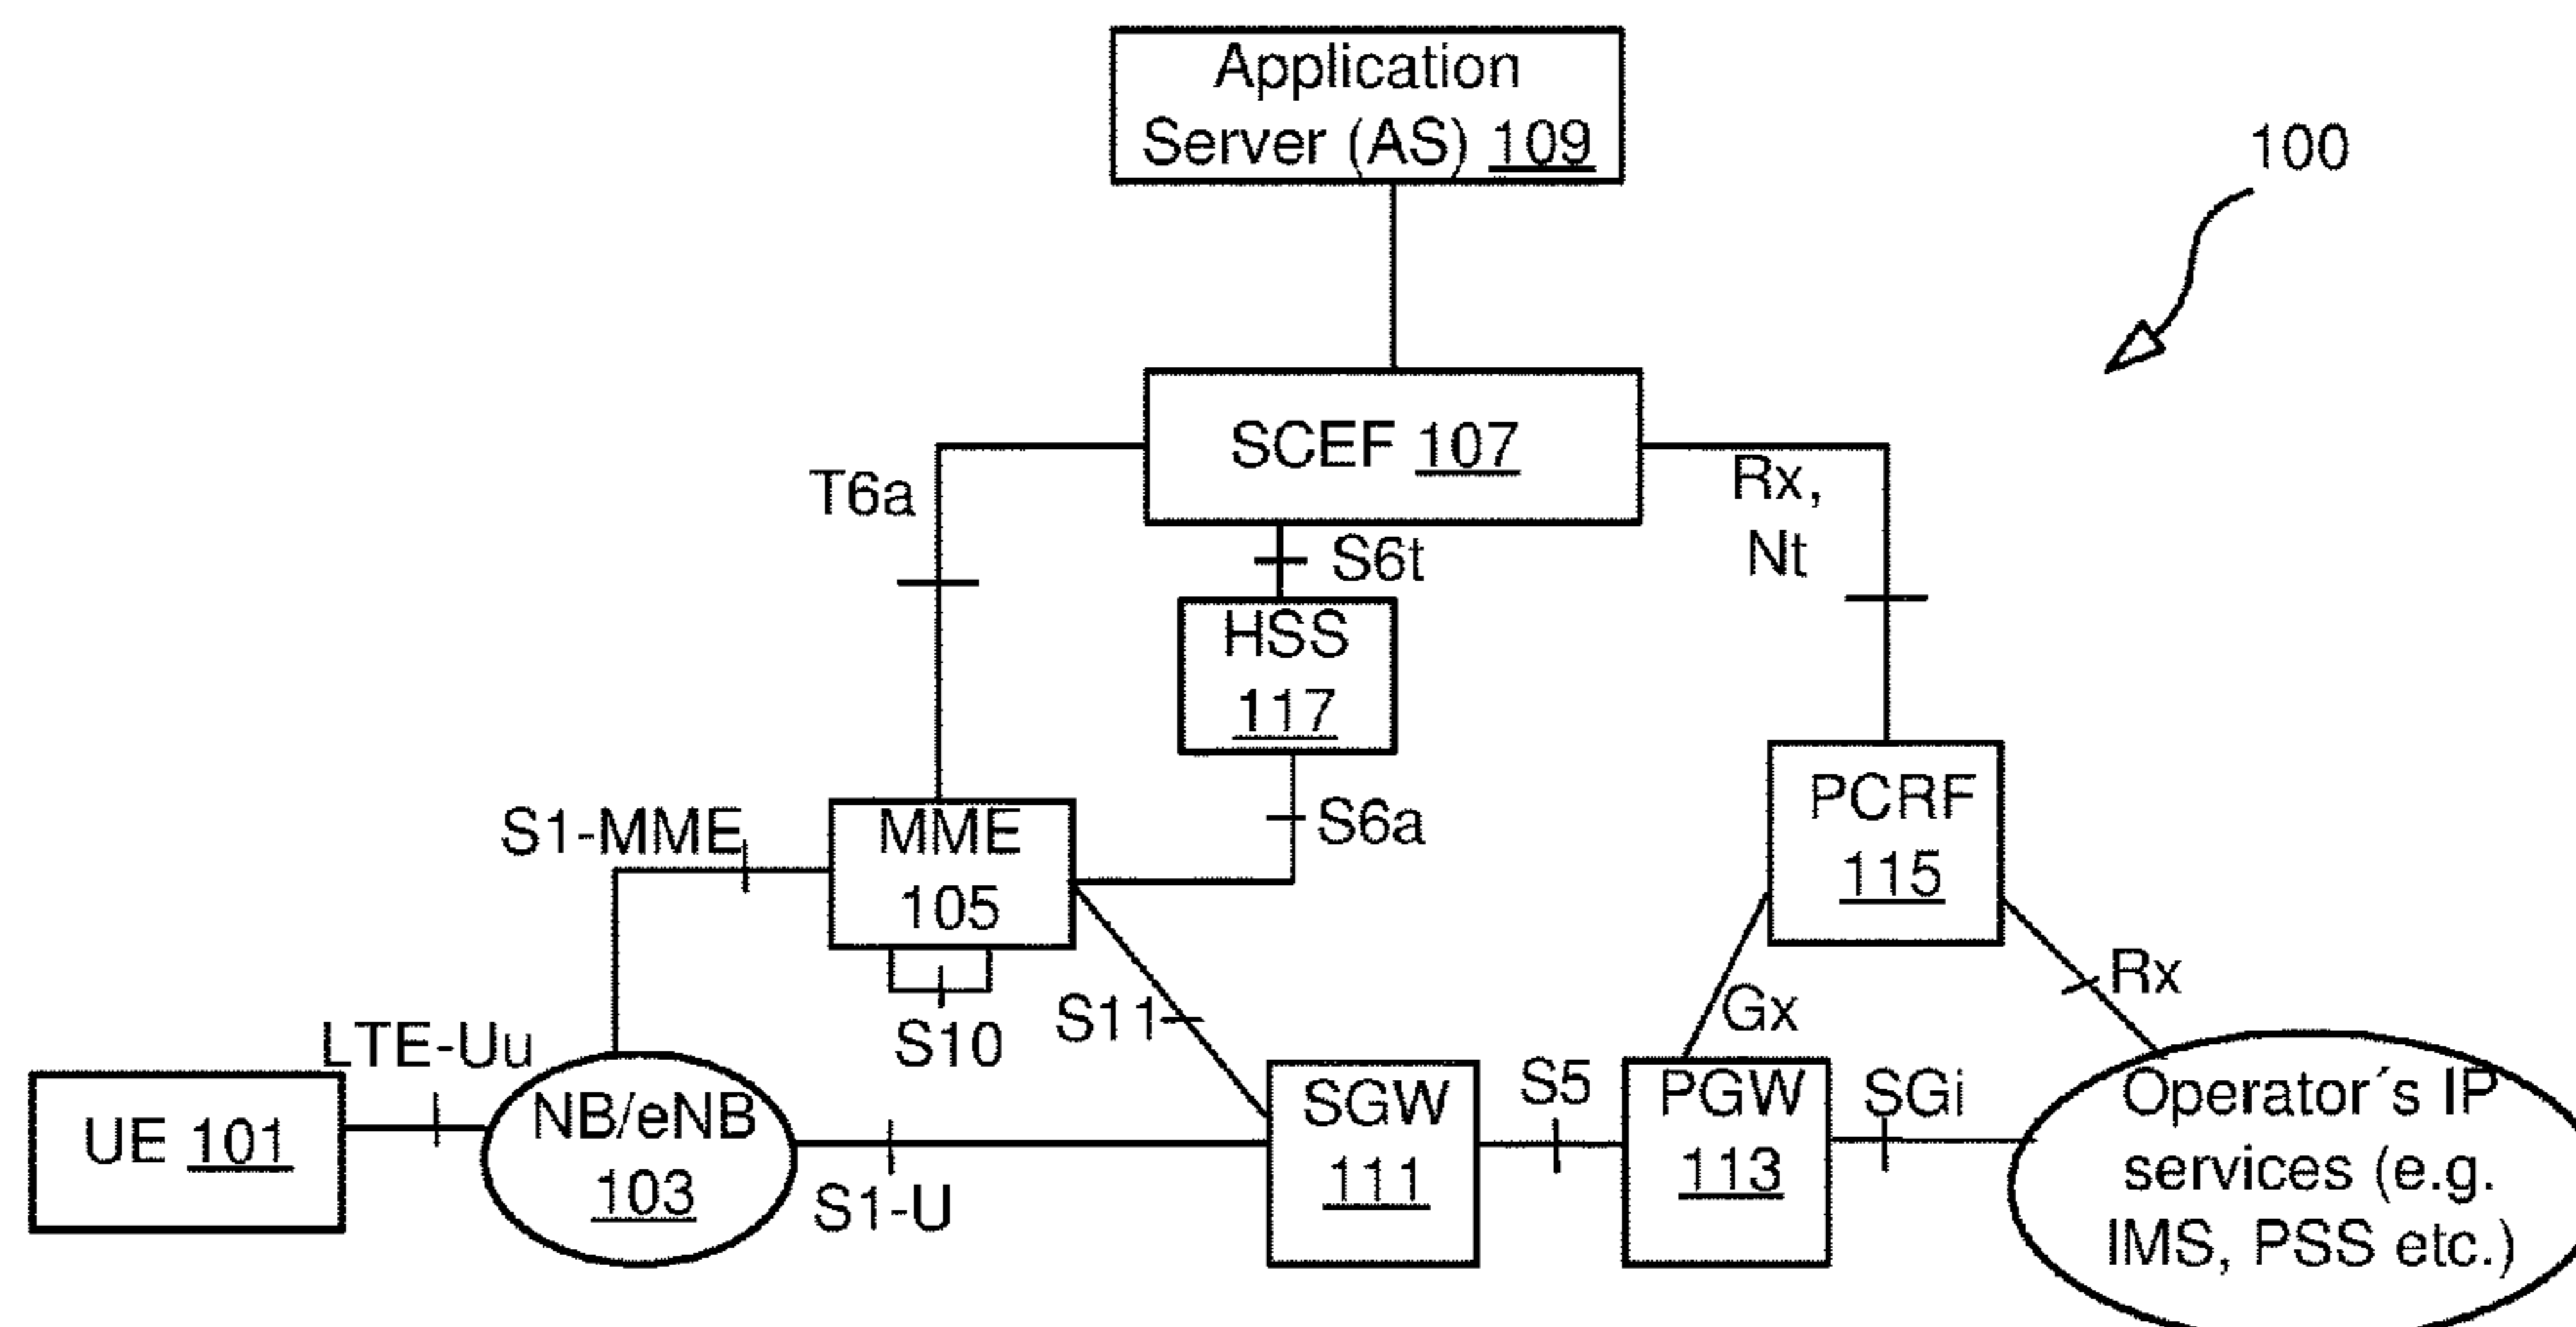 Application
Server (AS) 109
100
SCEF 107
T6a
Rx,
Nt
S6t
HSS
117
S1-MME
MME
105
S6a
PCRF
115
S10
S11
Gx
Rx
LTE-Uu
UE 101
NB/eNB
103
S1-U
SGW
111
S5
PGW
113
SGi
Operator´s IP
services (e.g.
IMS, PSS etc.)